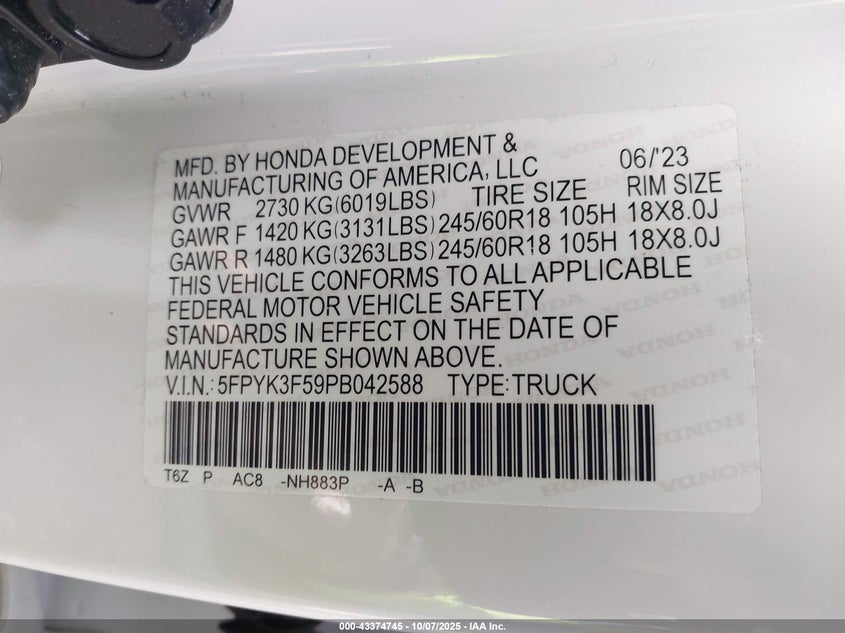 MFD. BY HONDA DEVELOPMENT & 06/'23
MANUFACTURING OF AMERICA, LLC
GVWR 2730 KG(6019LBS) TIRE SIZE RIM SIZE
GAWR F 1420 KG(3131LBS) 245/60R18 105H 18X8.0J
GAWR R 1480 KG(3263LBS) 245/60R18 105H 18X8.0J
THIS VEHICLE CONFORMS TO ALL APPLICABLE
FEDERAL MOTOR VEHICLE SAFETY
STANDARDS IN EFFECT ON THE DATE OF
MANUFACTURE SHOWN ABOVE.
V.I.N.: 5FPYK3F59PB042588 TYPE: TRUCK
T6Z P AC8 -NH883P -A -B
000-43374745 - 10/07/2025 - IAA Inc.